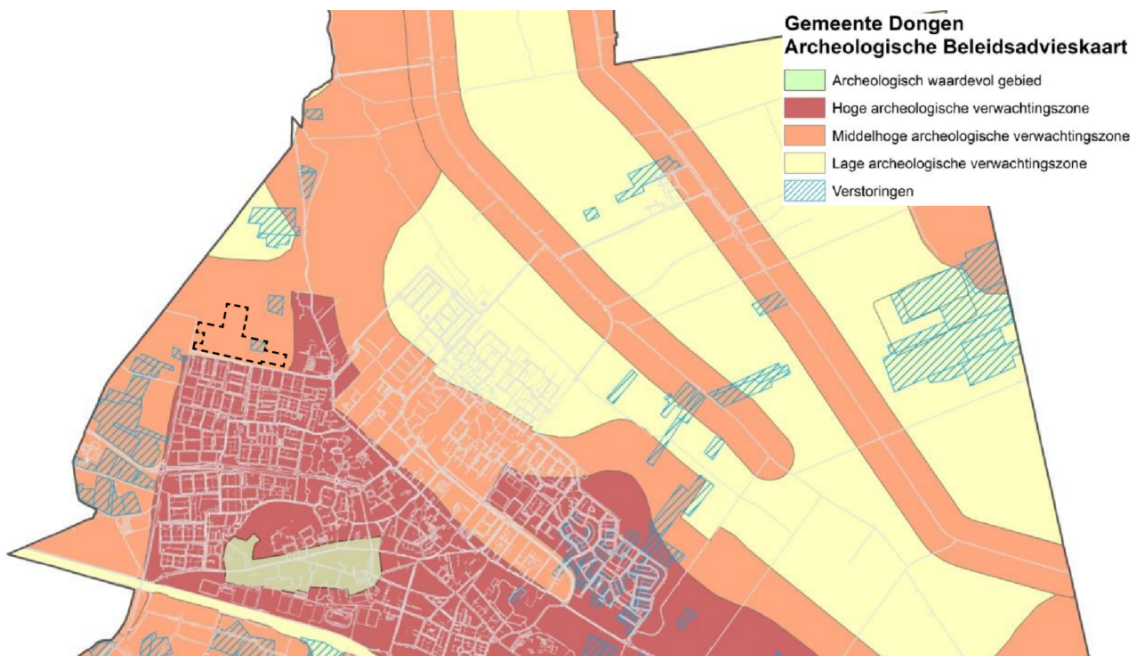 Gemeente Dongen
Archeologische Beleidsadvieskaart
Archeologisch waardevol gebied
Hoge archeologische verwachtingszone
Middelhoge archeologische verwachtingszone
Lage archeologische verwachtingszone
Verstoringen